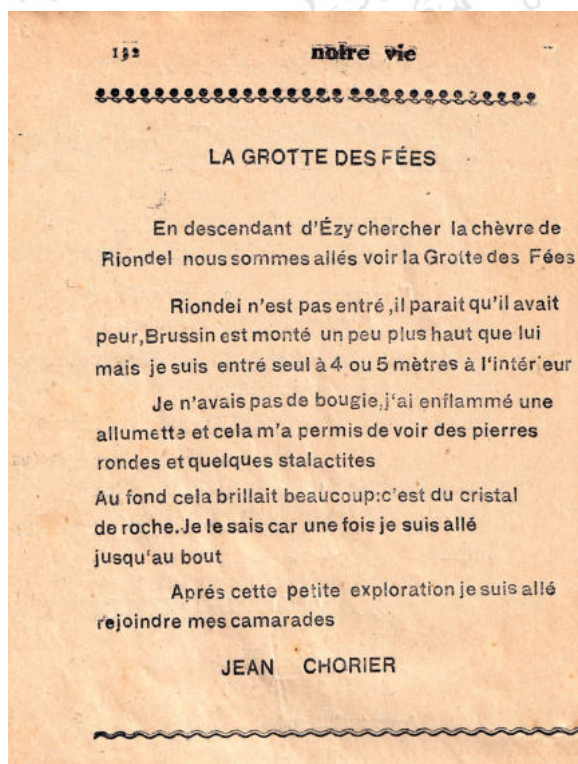 192 notre vie
LA GROTTE DES FÉES
En descendant d'Ézy chercher la chèvre de
Riondel nous sommes allés voir la Grotte des Fées
Riondel n'est pas entré, il parait qu'il avait
peur, Brussin est monté un peu plus haut que lui
mais je suis entré seul à 4 ou 5 mètres à l'intérieur
Je n'avais pas de bougie, j'ai enflammé une
allumette et cela m'a permis de voir des pierres
rondes et quelques stalactites
Au fond cela brillait beaucoup: c'est du cristal
de roche. Je le sais car une fois je suis allé
jusqu'au bout
Aprés cette petite exploration je suis allé
rejoindre mes camarades
JEAN CHORIER